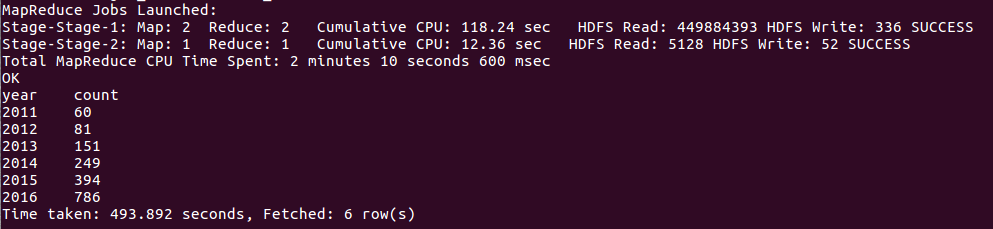 MapReduce Jobs Launched:
Stage-Stage-1: Map: 2  Reduce: 2   Cumulative CPU: 118.24 sec   HDFS Read: 449884393 HDFS Write: 336 SUCCESS
Stage-Stage-2: Map: 1  Reduce: 1   Cumulative CPU: 12.36 sec   HDFS Read: 5128 HDFS Write: 52 SUCCESS
Total MapReduce CPU Time Spent: 2 minutes 10 seconds 600 msec
OK
year    count
2011    60
2012    81
2013    151
2014    249
2015    394
2016    786
Time taken: 493.892 seconds, Fetched: 6 row(s)